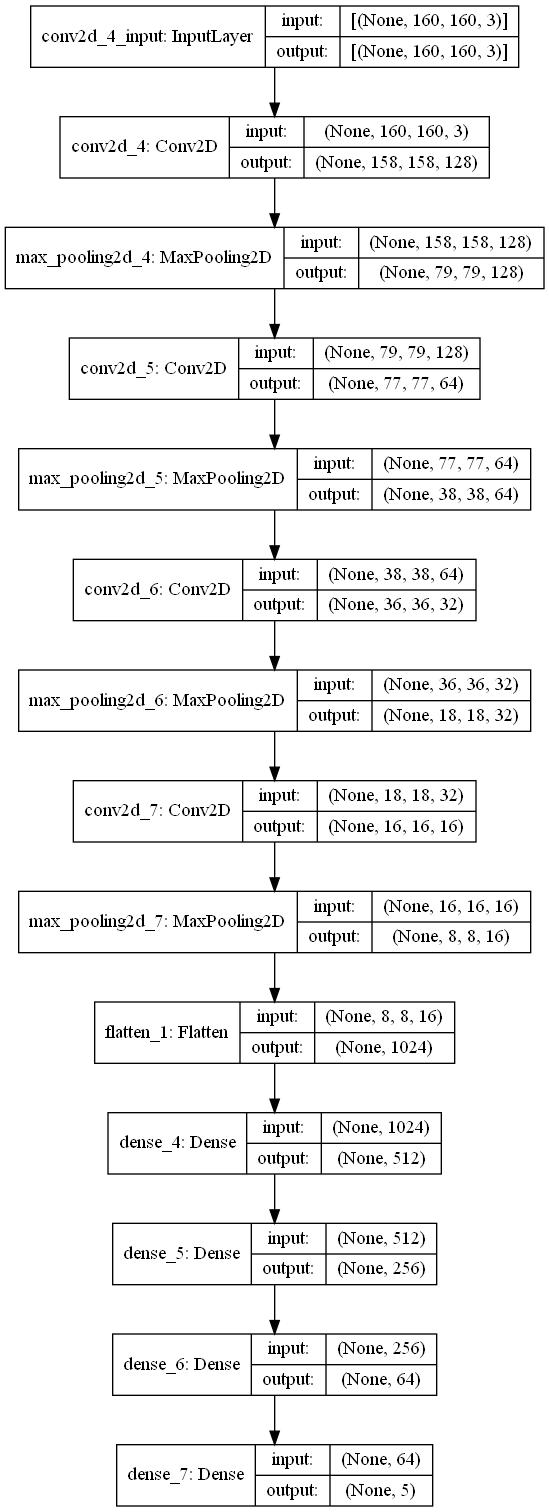 conv2d_4_input: InputLayer
input:
[(None, 160, 160, 3)]
output:
[(None, 160, 160, 3)]
conv2d_4: Conv2D
input:
(None, 160, 160, 3)
output:
(None, 158, 158, 128)
max_pooling2d_4: MaxPooling2D
input:
(None, 158, 158, 128)
output:
(None, 79, 79, 128)
conv2d_5: Conv2D
input:
(None, 79, 79, 128)
output:
(None, 77, 77, 64)
max_pooling2d_5: MaxPooling2D
input:
(None, 77, 77, 64)
output:
(None, 38, 38, 64)
conv2d_6: Conv2D
input:
(None, 38, 38, 64)
output:
(None, 36, 36, 32)
max_pooling2d_6: MaxPooling2D
input:
(None, 36, 36, 32)
output:
(None, 18, 18, 32)
conv2d_7: Conv2D
input:
(None, 18, 18, 32)
output:
(None, 16, 16, 16)
max_pooling2d_7: MaxPooling2D
input:
(None, 16, 16, 16)
output:
(None, 8, 8, 16)
flatten_1: Flatten
input:
(None, 8, 8, 16)
output:
(None, 1024)
dense_4: Dense
input:
(None, 1024)
output:
(None, 512)
dense_5: Dense
input:
(None, 512)
output:
(None, 256)
dense_6: Dense
input:
(None, 256)
output:
(None, 64)
dense_7: Dense
input:
(None, 64)
output:
(None, 5)